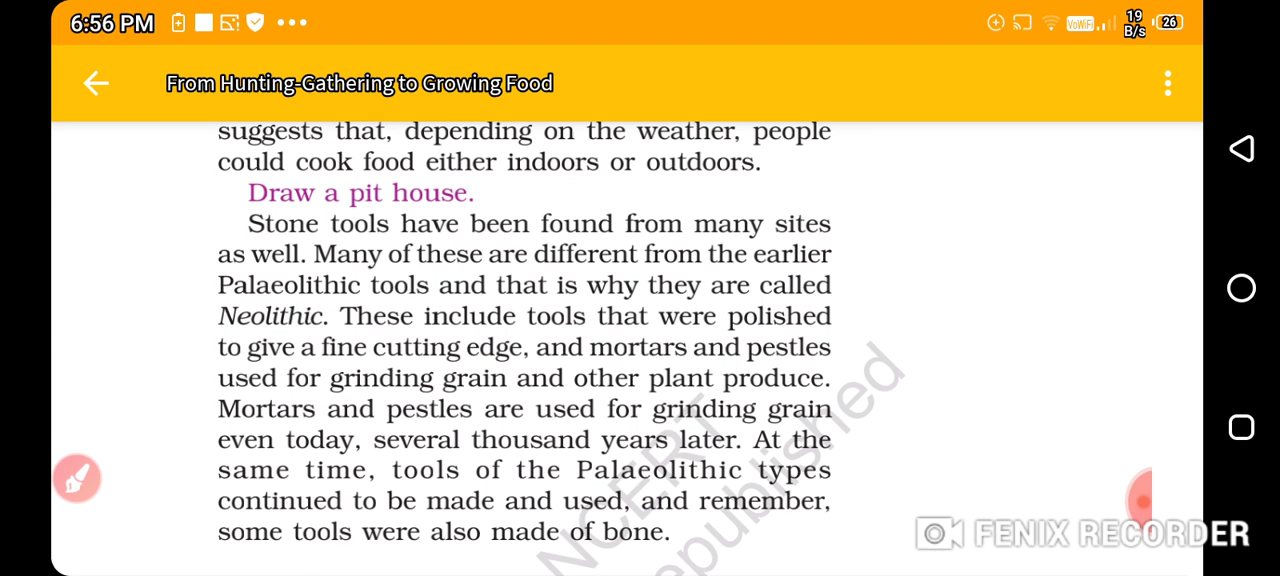 6:56 PM
VoWiFi
19
B/s
26
From Hunting-Gathering to Growing Food
suggests that, depending on the weather, people
could cook food either indoors or outdoors.
Draw a pit house.
Stone tools have been found from many sites
as well. Many of these are different from the earlier
Palaeolithic tools and that is why they are called
Neolithic. These include tools that were polished
to give a fine cutting edge, and mortars and pestles
used for grinding grain and other plant produce.
Mortars and pestles are used for grinding grain
even today, several thousand years later. At the
same time, tools of the Palaeolithic types
continued to be made and used, and remember,
some tools were also made of bone.
NCERT
republished
FENIX RECORDER